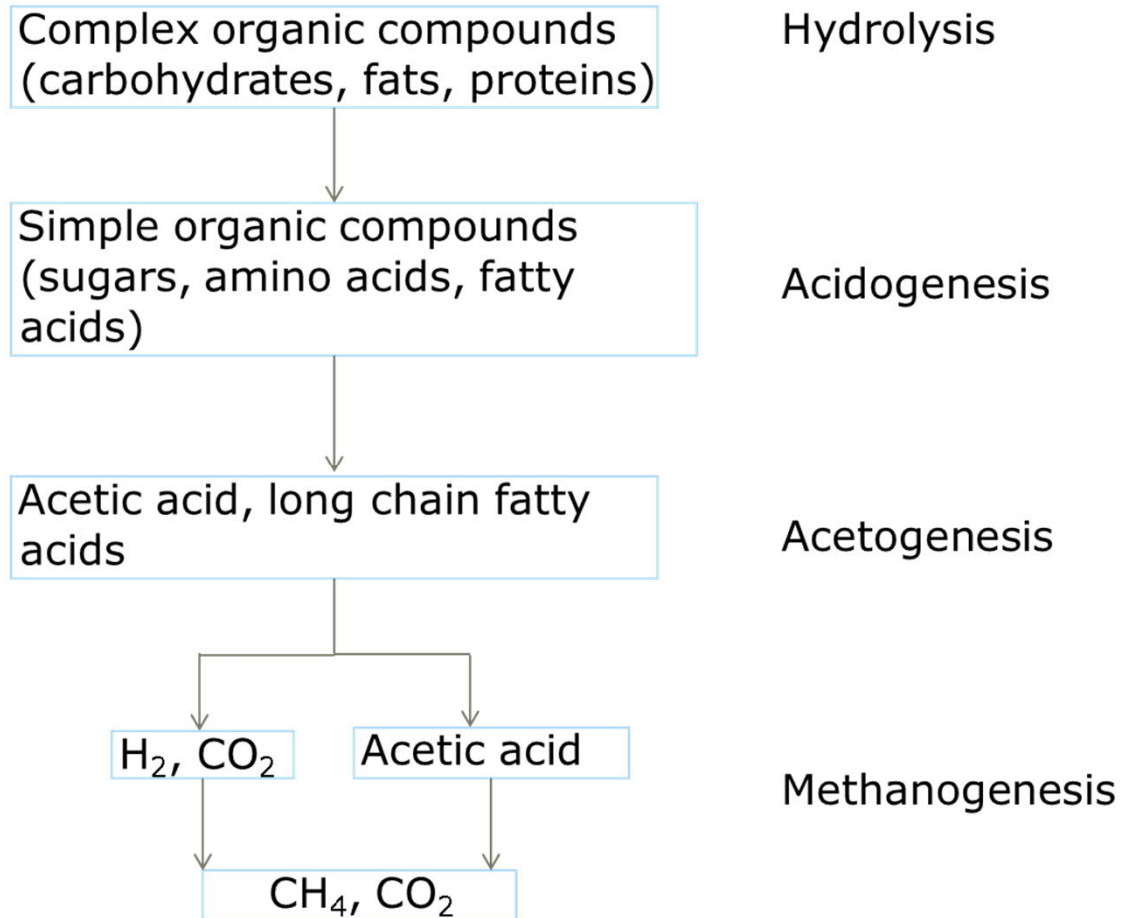 Complex organic compounds
(carbohydrates, fats, proteins)
Hydrolysis
Simple organic compounds
(sugars, amino acids, fatty
acids)
Acidogenesis
Acetic acid, long chain fatty
acids
Acetogenesis
H₂, CO₂
Acetic acid
Methanogenesis
CH₄, CO₂